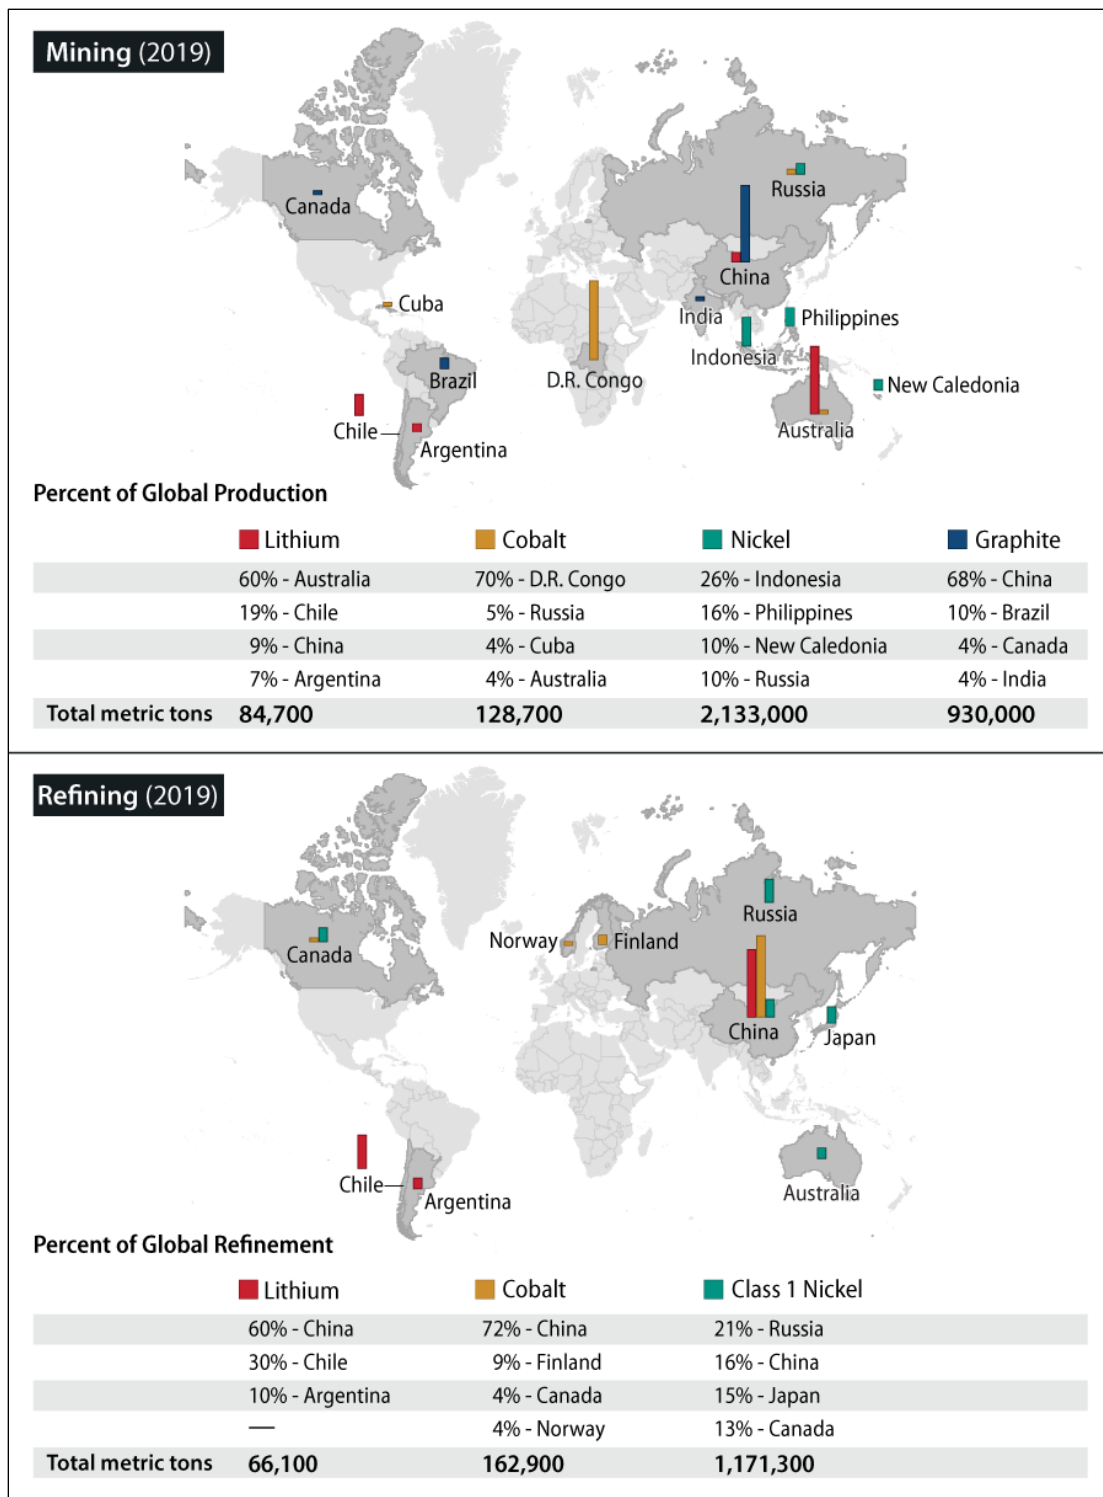 Mining (2019)
Canada
Russia
China
Cuba
India
Philippines
Indonesia
Brazil
D.R. Congo
New Caledonia
Chile
Argentina
Australia
Percent of Global Production
Lithium Cobalt Nickel Graphite
60% - Australia 70% - D.R. Congo 26% - Indonesia 68% - China
19% - Chile 5% - Russia 16% - Philippines 10% - Brazil
9% - China 4% - Cuba 10% - New Caledonia 4% - Canada
7% - Argentina 4% - Australia 10% - Russia 4% - India
Total metric tons 84,700 128,700 2,133,000 930,000
Refining (2019)
Russia
Norway
Finland
Canada
China
Japan
Chile
Argentina
Australia
Percent of Global Refinement
Lithium Cobalt Class 1 Nickel
60% - China 72% - China 21% - Russia
30% - Chile 9% - Finland 16% - China
10% - Argentina 4% - Canada 15% - Japan
— 4% - Norway 13% - Canada
Total metric tons 66,100 162,900 1,171,300